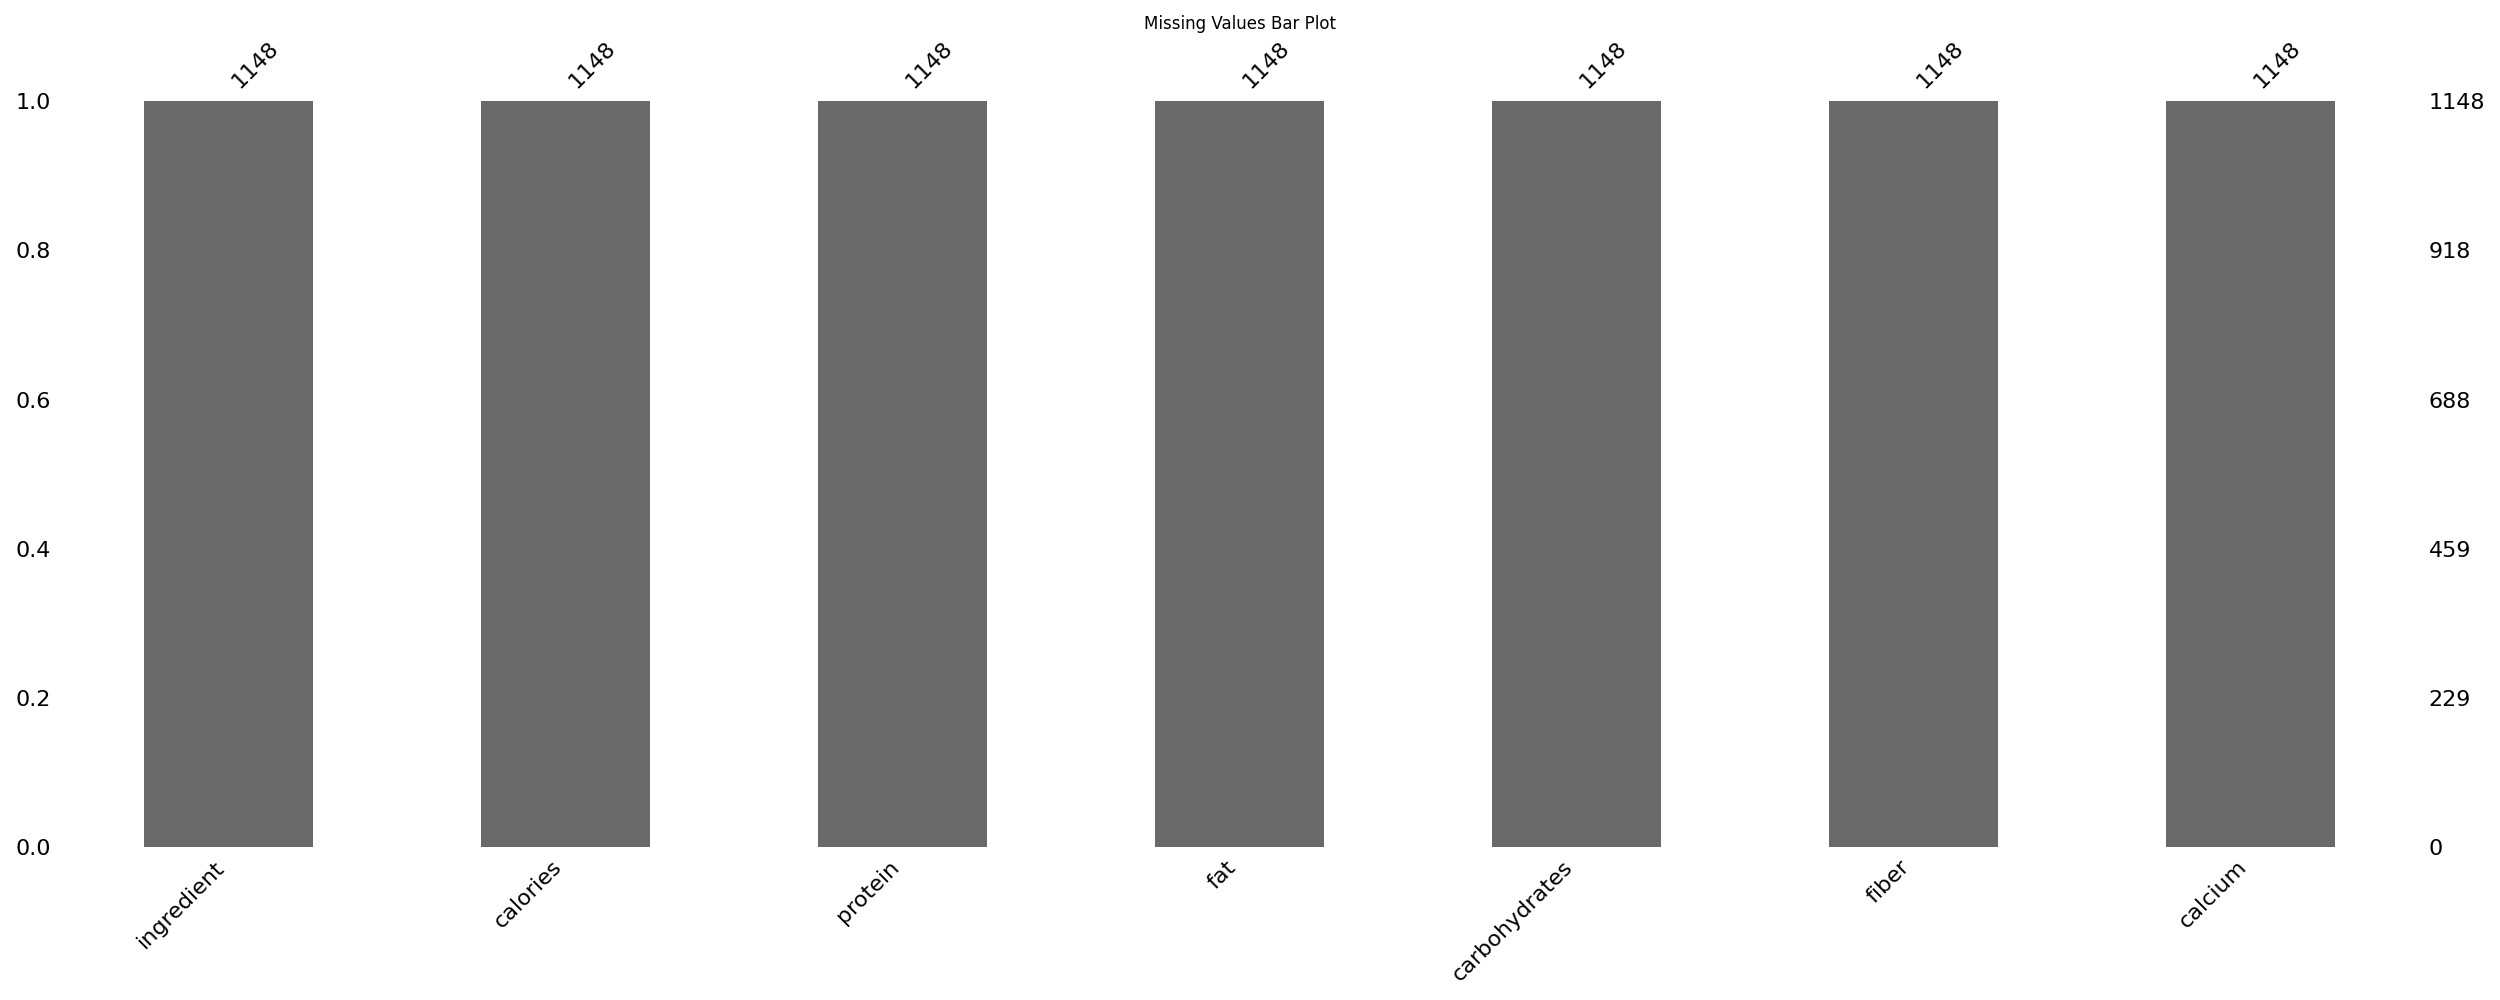 Missing Values Bar Plot
1148 1148 1148 1148 1148 1148 1148
1.0 1148
0.8 918
0.6 688
0.4 459
0.2 229
0.0 0
ingredient calories protein fat carbohydrates fiber calcium